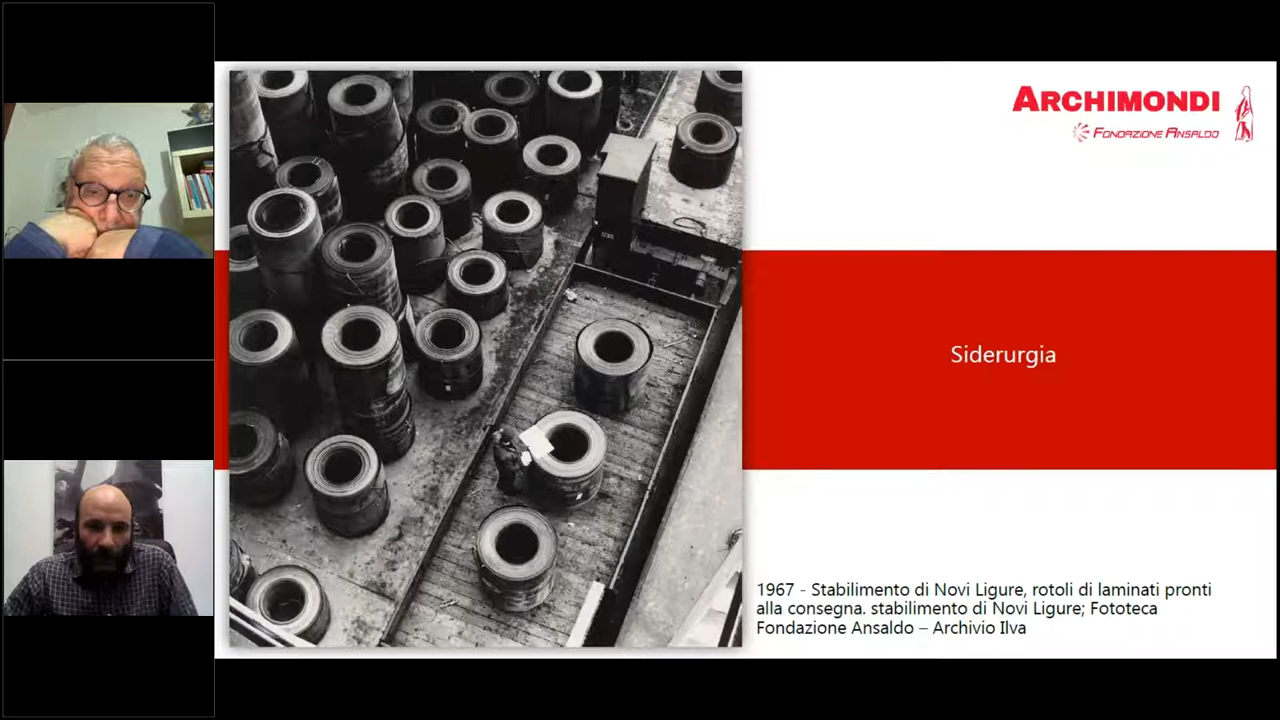 ARCHIMONDI
FONDAZIONE ANSALDO
Siderurgia
1967 - Stabilimento di Novi Ligure, rotoli di laminati pronti
alla consegna. stabilimento di Novi Ligure; Fototeca
Fondazione Ansaldo – Archivio Ilva